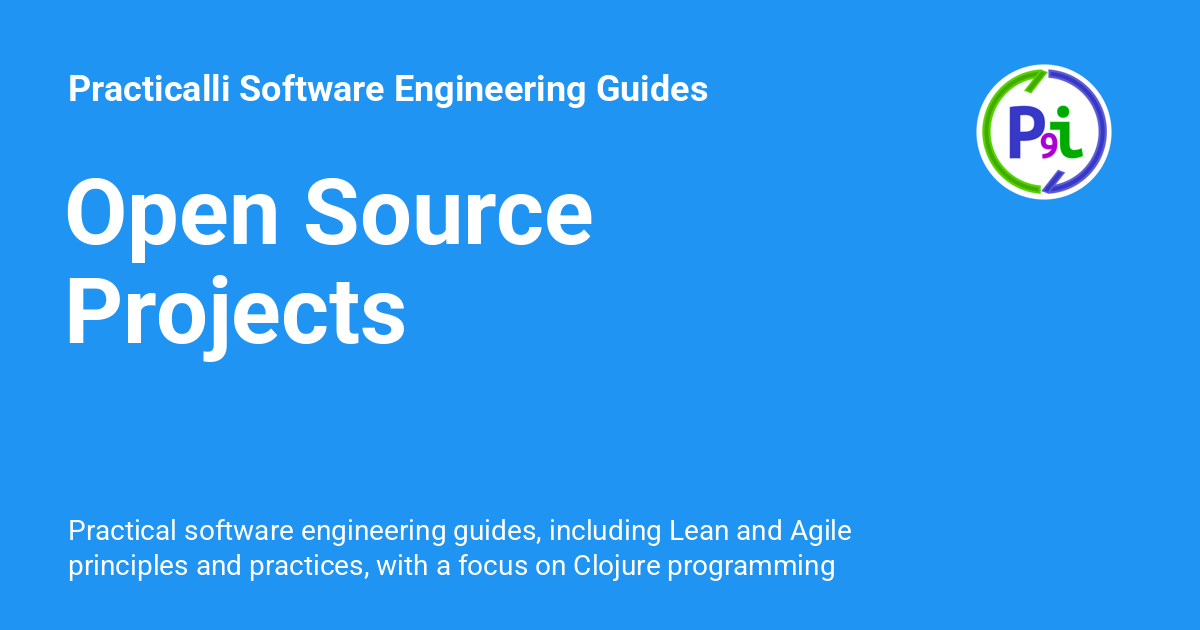 Practicalli Software Engineering Guides
P9i
Open Source
Projects
Practical software engineering guides, including Lean and Agile
principles and practices, with a focus on Clojure programming